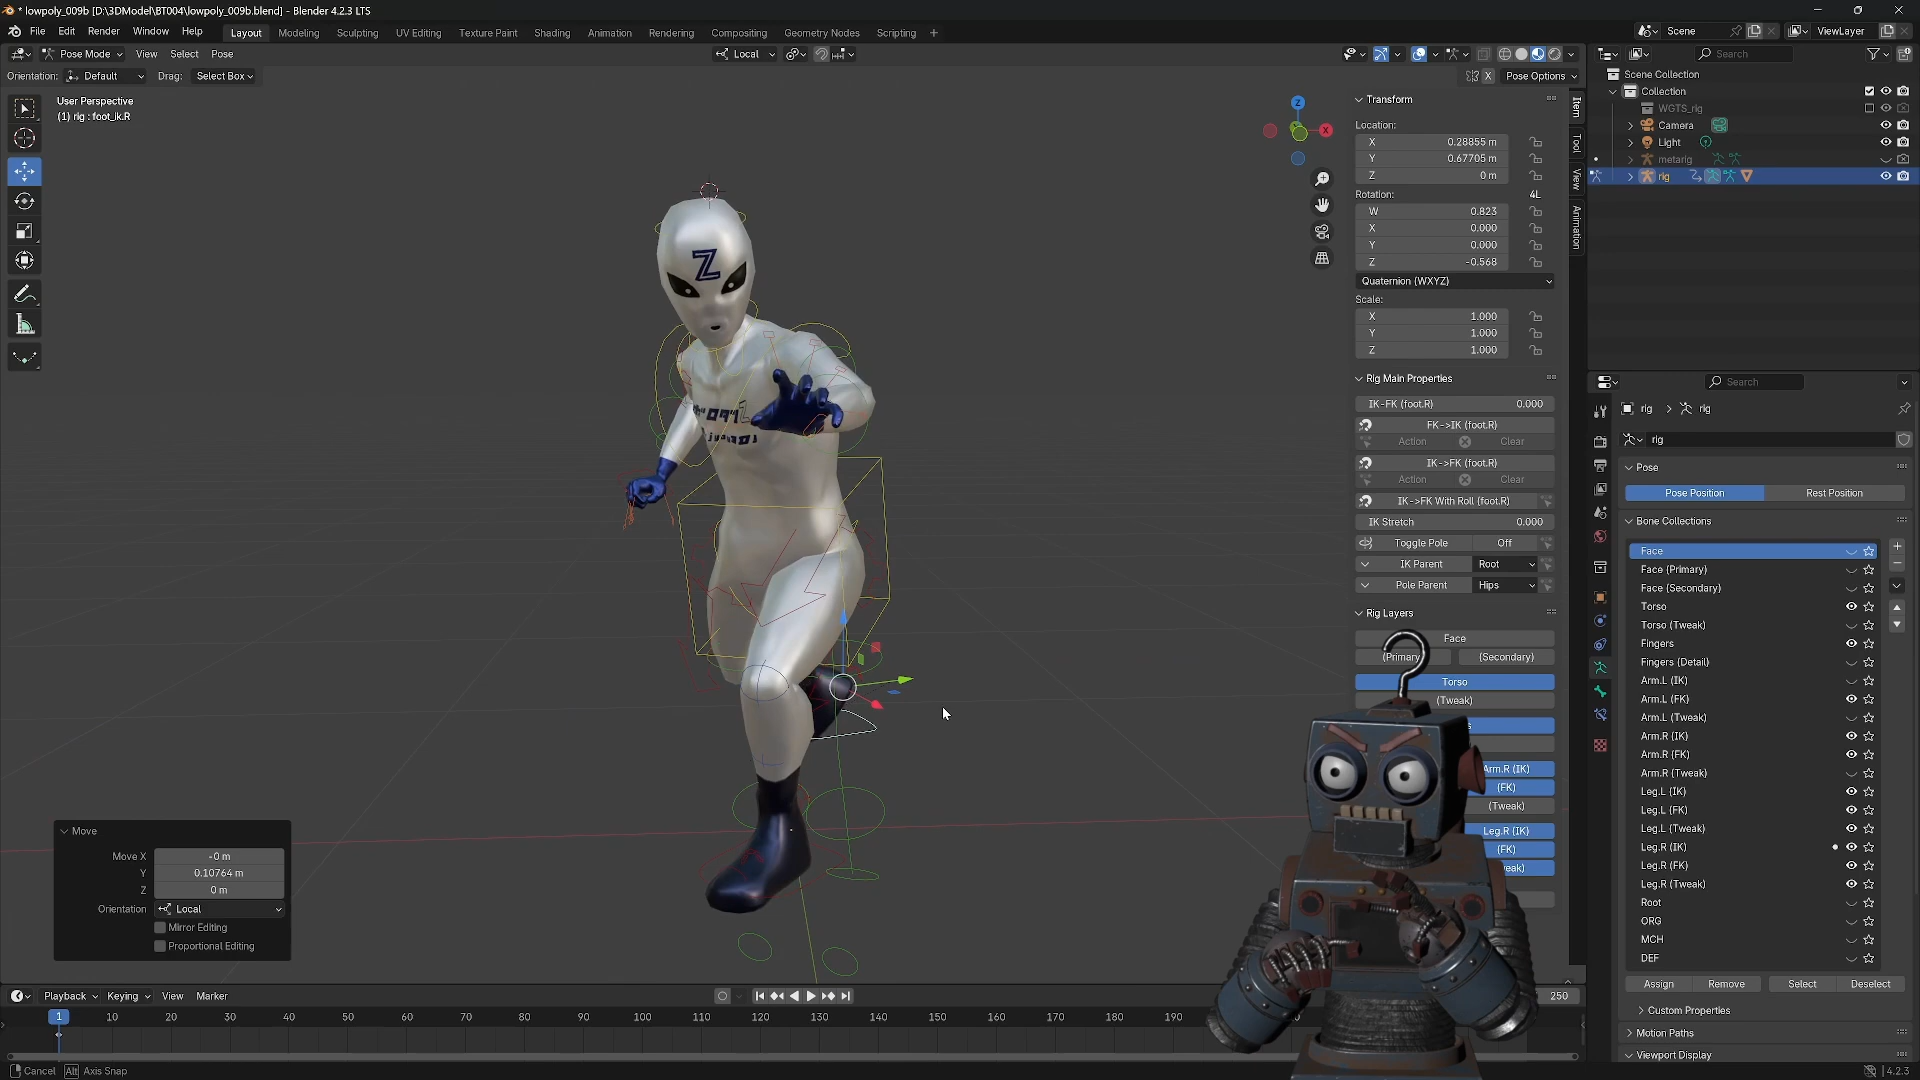 * lowpoly_009b [D:\3DModel\BT004\lowpoly_009b.blend] - Blender 4.2.3 LTS
File Edit Render Window Help Layout Modeling Sculpting UV Editing Texture Paint Shading Animation Rendering Compositing Geometry Nodes Scripting + Scene ViewLayer
Pose Mode View Select Pose Local Search
Orientation: Default Drag: Select Box X Pose Options
User Perspective
(1) rig : foot_ik.R
Z
X
Transform
Location:
X 0.28855 m
Y 0.67705 m
Z 0 m
Rotation: 4L
W 0.823
X 0.000
Y 0.000
Z -0.568
Quaternion (WXYZ)
Scale:
X 1.000
Y 1.000
Z 1.000
Rig Main Properties
IK-FK (foot.R) 0.000
FK->IK (foot.R)
Action Clear
IK->FK (foot.R)
Action Clear
IK->FK With Roll (foot.R)
IK Stretch 0.000
Toggle Pole Off
IK Parent Root
Pole Parent Hips
Rig Layers
Face
(Primary (Secondary)
Torso
(Tweak)
Arm.R (IK)
(FK)
(Tweak)
Leg.R (IK)
(FK)
Item
Tool
View
Animation
Z
Scene Collection
Collection
WGTS_rig
Camera
Light
metarig
rig
Search
rig > rig
rig
Pose
Pose Position Rest Position
Bone Collections
Face
Face (Primary)
Face (Secondary)
Torso
Torso (Tweak)
Fingers
Fingers (Detail)
Arm.L (IK)
Arm.L (FK)
Arm.L (Tweak)
Arm.R (IK)
Arm.R (FK)
Arm.R (Tweak)
Leg.L (IK)
Leg.L (FK)
Leg.L (Tweak)
Leg.R (IK)
Leg.R (FK)
Leg.R (Tweak)
Root
ORG
MCH
DEF
Assign Remove Select Deselect
Custom Properties
Motion Paths
Viewport Display
Move
Move X -0 m
Y 0.10764 m
Z 0 m
Orientation Local
Mirror Editing
Proportional Editing
Playback Keying View Marker 250
1 10 20 30 40 50 60 70 80 90 100 110 120 130 140 150 160 170 180 190
Cancel Alt Axis Snap 4.2.3